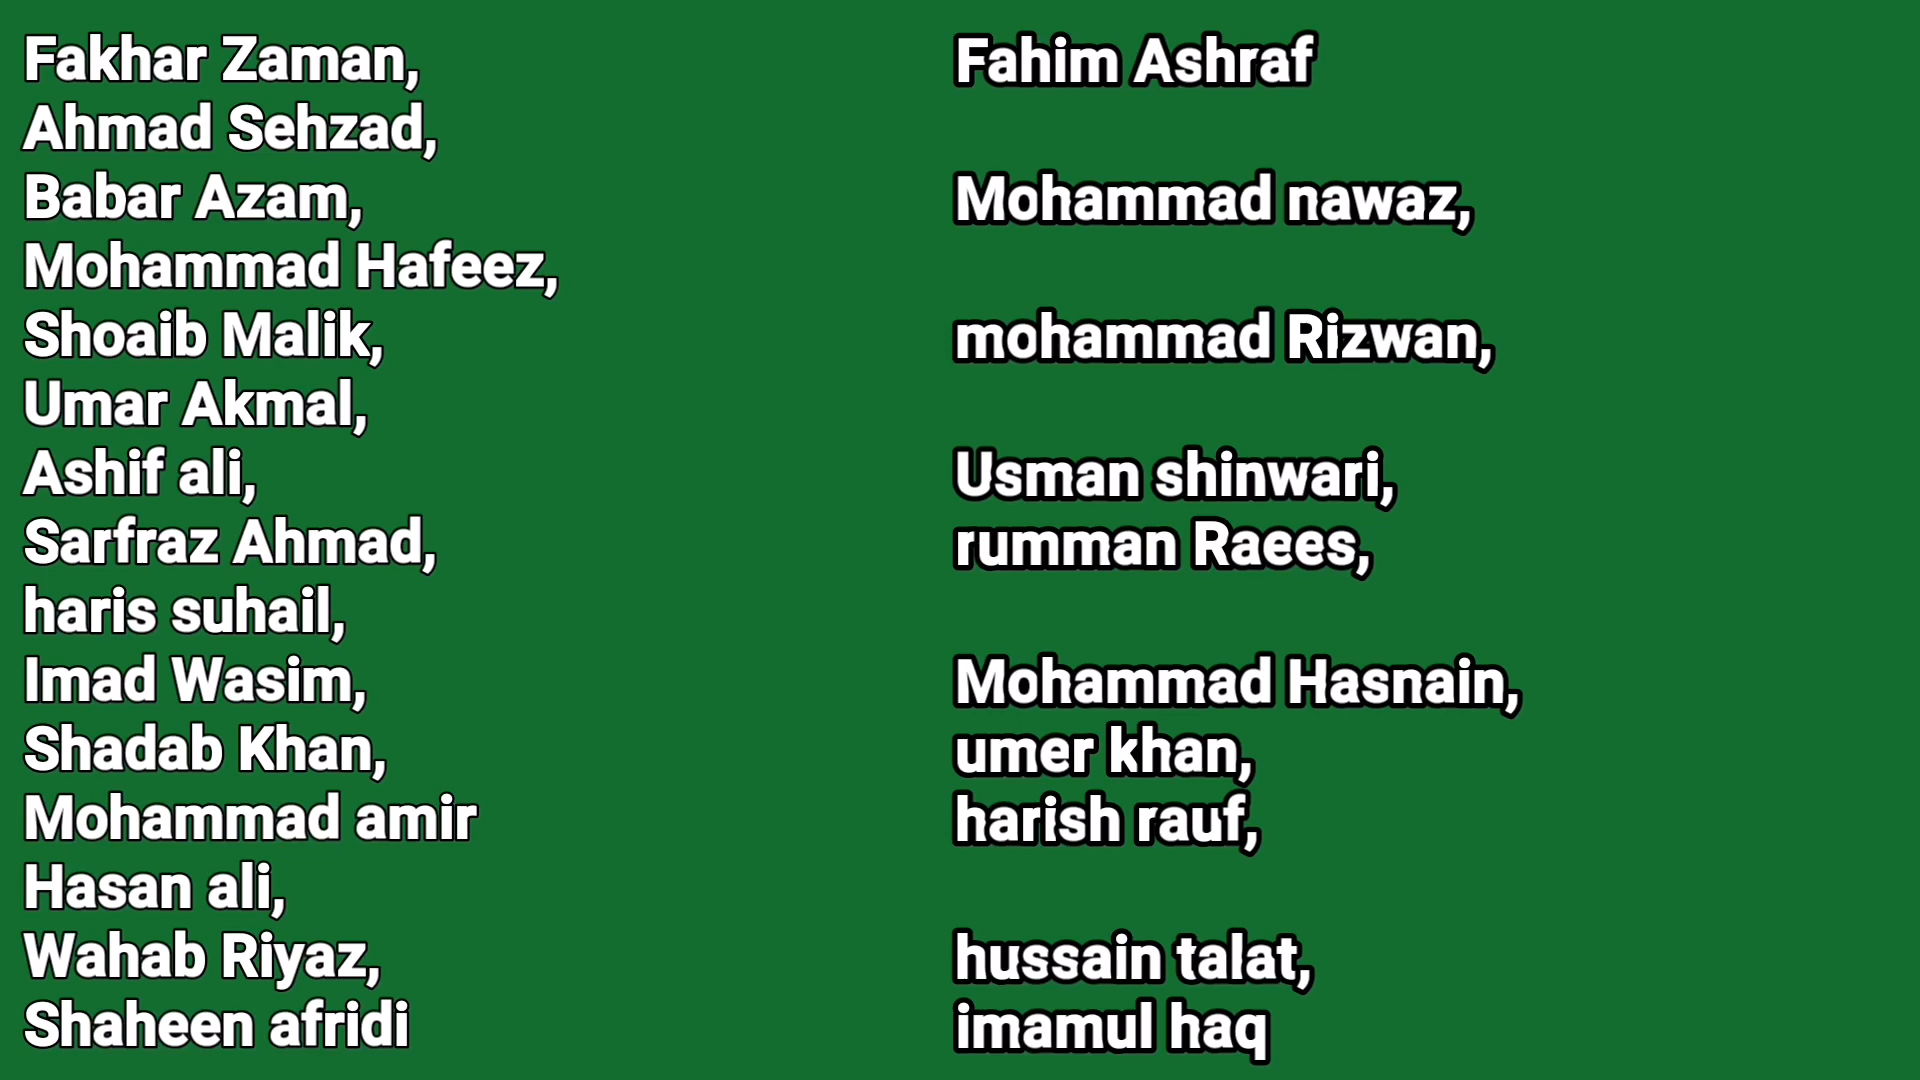 Fakhar Zaman,
Ahmad Sehzad,
Babar Azam,
Mohammad Hafeez,
Shoaib Malik,
Umar Akmal,
Ashif ali,
Sarfraz Ahmad,
haris suhail,
Imad Wasim,
Shadab Khan,
Mohammad amir
Hasan ali,
Wahab Riyaz,
Shaheen afridi
Fahim Ashraf
Mohammad nawaz,
mohammad Rizwan,
Usman shinwari,
rumman Raees,
Mohammad Hasnain,
umer khan,
harish rauf,
hussain talat,
imamul haq